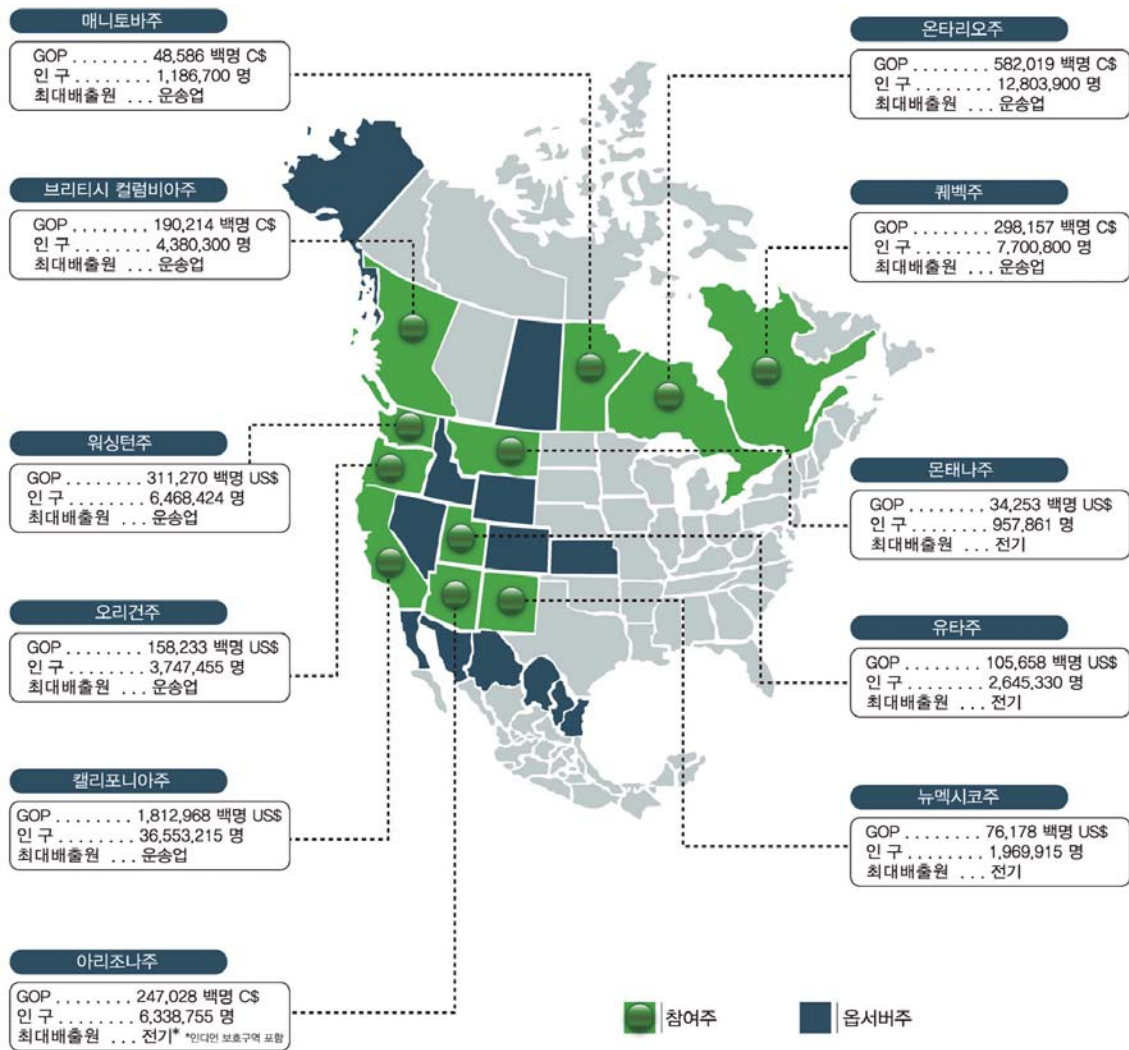 매니토바주
GOP . . . . . . . . 48,586 백명 C$
인 구 . . . . . . . . 1,186,700 명
최대배출원 . . . 운송업
브리티시 컬럼비아주
GOP . . . . . . . . 190,214 백명 C$
인 구 . . . . . . . . 4,380,300 명
최대배출원 . . . 운송업
워싱턴주
GOP . . . . . . . . 311,270 백명 US$
인 구 . . . . . . . . 6,468,424 명
최대배출원 . . . 운송업
오리건주
GOP . . . . . . . . 158,233 백명 US$
인 구 . . . . . . . . 3,747,455 명
최대배출원 . . . 운송업
캘리포니아주
GOP . . . . . . . . 1,812,968 백명 US$
인 구 . . . . . . . . 36,553,215 명
최대배출원 . . . 운송업
아리조나주
GOP . . . . . . . . 247,028 백명 C$
인 구 . . . . . . . . 6,338,755 명
최대배출원 . . . 전기* *인디언 보호구역 포함
온타리오주
GOP . . . . . . . . 582,019 백명 C$
인 구 . . . . . . . . 12,803,900 명
최대배출원 . . . 운송업
퀘벡주
GOP . . . . . . . . 298,157 백명 C$
인 구 . . . . . . . . 7,700,800 명
최대배출원 . . . 운송업
몬태나주
GOP . . . . . . . . 34,253 백명 US$
인 구 . . . . . . . . 957,861 명
최대배출원 . . . 전기
유타주
GOP . . . . . . . . 105,658 백명 US$
인 구 . . . . . . . . 2,645,330 명
최대배출원 . . . 전기
뉴멕시코주
GOP . . . . . . . . 76,178 백명 US$
인 구 . . . . . . . . 1,969,915 명
최대배출원 . . . 전기
참여주
옵서버주